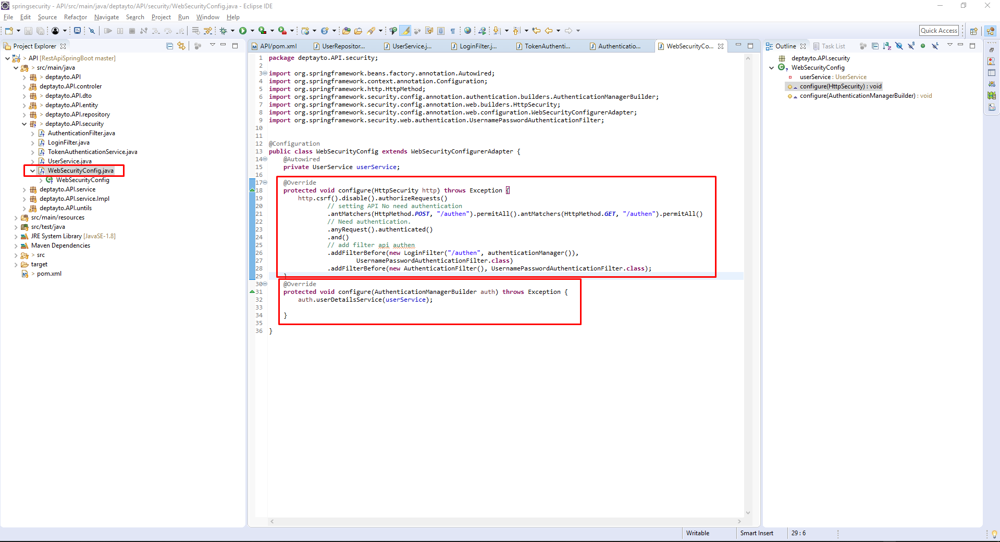 springsecurity - API/src/main/java/deptayto/API/security/WebSecurityConfig.java - Eclipse IDE
File Edit Source Refactor Navigate Search Project Run Window Help
Quick Access
Project Explorer
> API [RestApiSpringBoot master]
> src/main/java
> deptayto.API
deptayto.API.controler
> deptayto.API.dto
> deptayto.API.entity
> deptayto.API.repository
> deptayto.API.security
AuthenticationFilter.java
LoginFilter.java
TokenAuthenticationService.java
UserService.java
WebSecurityConfig.java
WebSecurityConfig
deptayto.API.service
deptayto.API.service.Impl
deptayto.API.untils
src/main/resources
src/test/java
JRE System Library [JavaSE-1.8]
Maven Dependencies
> src
target
> pom.xml
API/pom.xml UserRepositor... UserService.j... LoginFilter.j... TokenAuthenti... Authenticatio... WebSecurityCo...
1 package deptayto.API.security;
2
3 import org.springframework.beans.factory.annotation.Autowired;
4 import org.springframework.context.annotation.Configuration;
5 import org.springframework.http.HttpMethod;
6 import org.springframework.security.config.annotation.authentication.builders.AuthenticationManagerBuilder;
7 import org.springframework.security.config.annotation.web.builders.HttpSecurity;
8 import org.springframework.security.config.annotation.web.configuration.WebSecurityConfigurerAdapter;
9 import org.springframework.security.web.authentication.UsernamePasswordAuthenticationFilter;
10
11
12 @Configuration
13 public class WebSecurityConfig extends WebSecurityConfigurerAdapter {
14 @Autowired
15 private UserService userService;
16
17 @Override
18 protected void configure(HttpSecurity http) throws Exception {
19 http.csrf().disable().authorizeRequests()
20 // setting API No need authentication
21 .antMatchers(HttpMethod.POST, "/authen").permitAll().antMatchers(HttpMethod.GET, "/authen").permitAll()
22 // Need authentication.
23 .anyRequest().authenticated()
24 .and()
25 // add filter api authen
26 .addFilterBefore(new LoginFilter("/authen", authenticationManager()),
27 UsernamePasswordAuthenticationFilter.class)
28 .addFilterBefore(new AuthenticationFilter(), UsernamePasswordAuthenticationFilter.class);
29 }
30 @Override
31 protected void configure(AuthenticationManagerBuilder auth) throws Exception {
32 auth.userDetailsService(userService);
33
34 }
35
36 }
Outline Task List
deptayto.API.security
WebSecurityConfig
userService : UserService
configure(HttpSecurity) : void
configure(AuthenticationManagerBuilder) : void
Writable Smart Insert 29 : 6